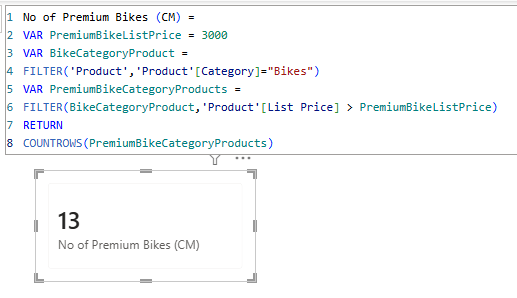 1 No of Premium Bikes (CM) =
2 VAR PremiumBikeListPrice = 3000
3 VAR BikeCategoryProduct =
4 FILTER('Product','Product'[Category]="Bikes")
5 VAR PremiumBikeCategoryProducts =
6 FILTER(BikeCategoryProduct,'Product'[List Price] > PremiumBikeListPrice)
7 RETURN
8 COUNTROWS(PremiumBikeCategoryProducts)
13
No of Premium Bikes (CM)